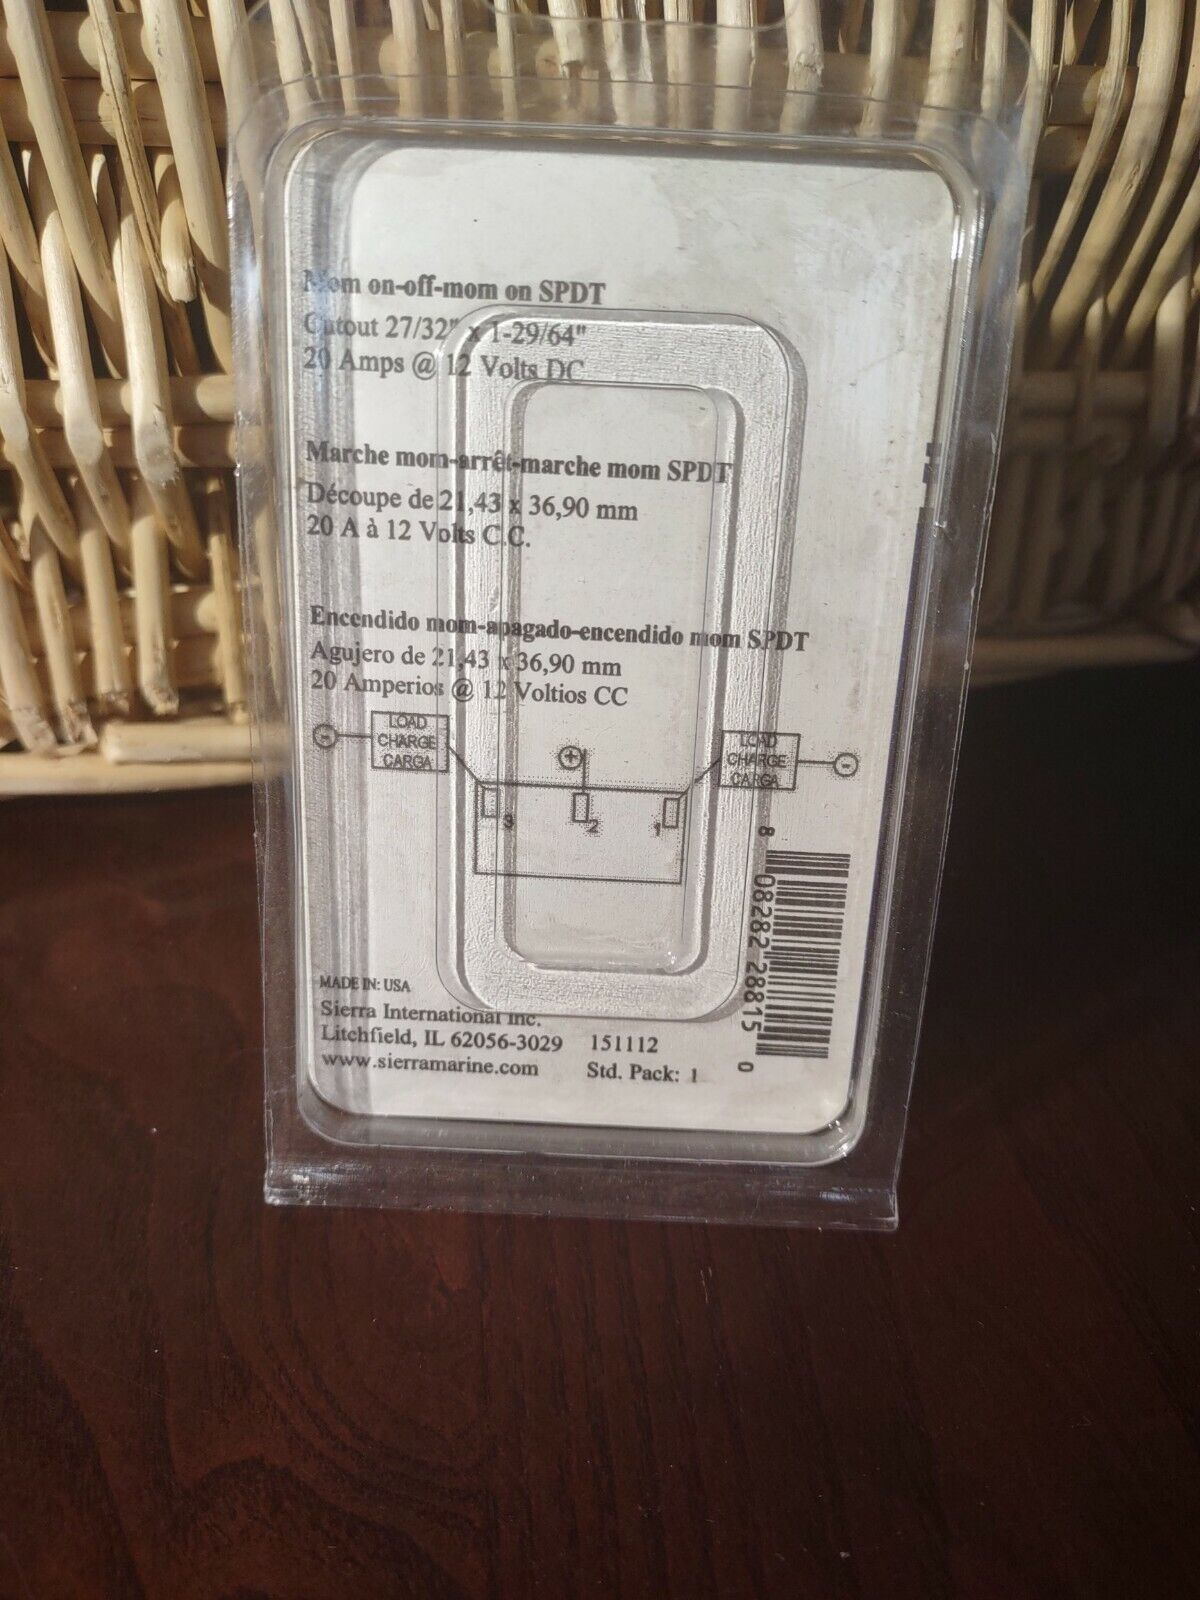 Mom on-off-mom on SPDT
Cutout 27/32" x 1-29/64"
20 Amps @ 12 Volts DC
Marche mom-arrêt-marche mom SPDT
Découpe de 21,43 x 36,90 mm
20 A à 12 Volts C.C.
Encendido mom-apagado-encendido mom SPDT
Agujero de 21,43 x 36,90 mm
20 Amperios @ 12 Voltios CC
LOAD
CHARGE
CARGA
LOAD
CHARGE
CARGA
- + -
3 2 1
8 08282 28815 0
MADE IN: USA
Sierra International Inc.
Litchfield, IL 62056-3029 151112
www.sierramarine.com Std. Pack: 1